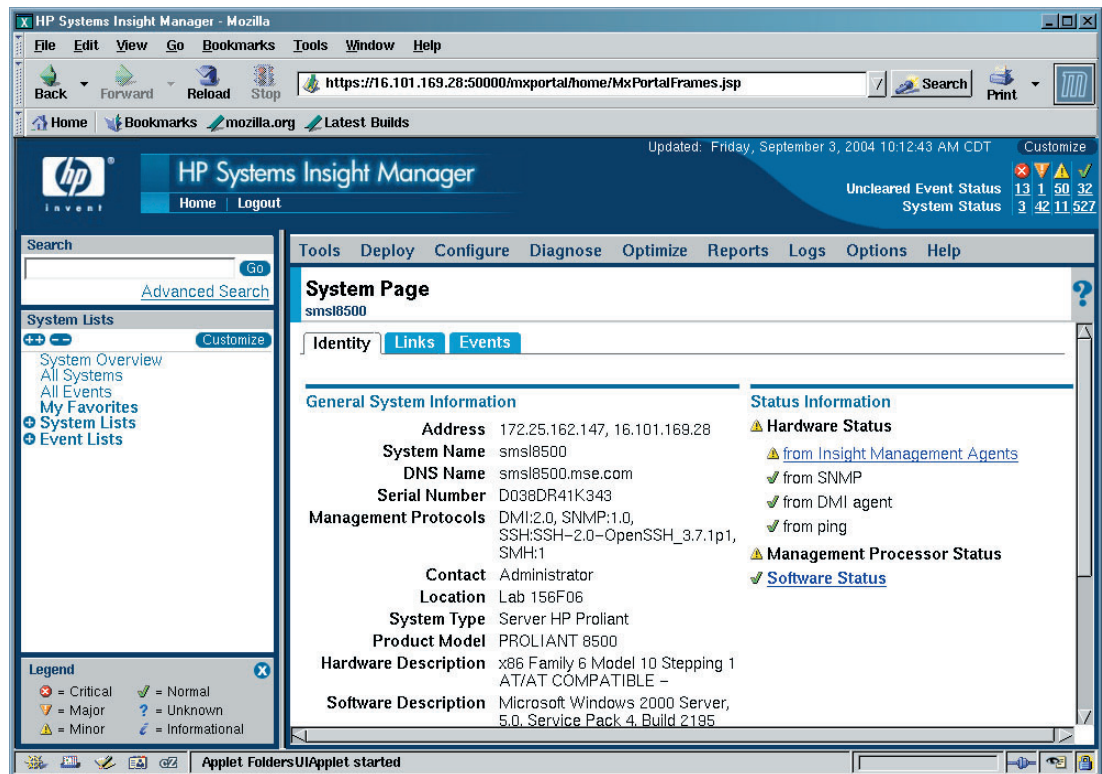 HP Systems Insight Manager - Mozilla
File Edit View Go Bookmarks Tools Window Help
Back Forward Reload Stop https://16.101.169.28:50000/mxportal/home/MxPortalFrames.jsp Search Print
Home Bookmarks mozilla.org Latest Builds
Updated: Friday, September 3, 2004 10:12:43 AM CDT Customize
hp
invent
HP Systems Insight Manager
Home | Logout
Uncleared Event Status 13 1 50 32
System Status 3 42 11 527
Search
Go
Advanced Search
System Lists
Customize
System Overview
All Systems
All Events
My Favorites
System Lists
Event Lists
Legend
= Critical = Normal
= Major ? = Unknown
= Minor i = Informational
Tools Deploy Configure Diagnose Optimize Reports Logs Options Help
System Page
smsl8500
?
Identity Links Events
General System Information
Address 172.25.162.147, 16.101.169.28
System Name smsl8500
DNS Name smsl8500.mse.com
Serial Number D038DR41K343
Management Protocols DMI:2.0, SNMP:1.0,
SSH:SSH-2.0-OpenSSH_3.7.1p1,
SMH:1
Contact Administrator
Location Lab 156F06
System Type Server HP Proliant
Product Model PROLIANT 8500
Hardware Description x86 Family 6 Model 10 Stepping 1
AT/AT COMPATIBLE -
Software Description Microsoft Windows 2000 Server,
5.0, Service Pack 4, Build 2195
Status Information
Hardware Status
from Insight Management Agents
from SNMP
from DMI agent
from ping
Management Processor Status
Software Status
Applet FoldersUIApplet started